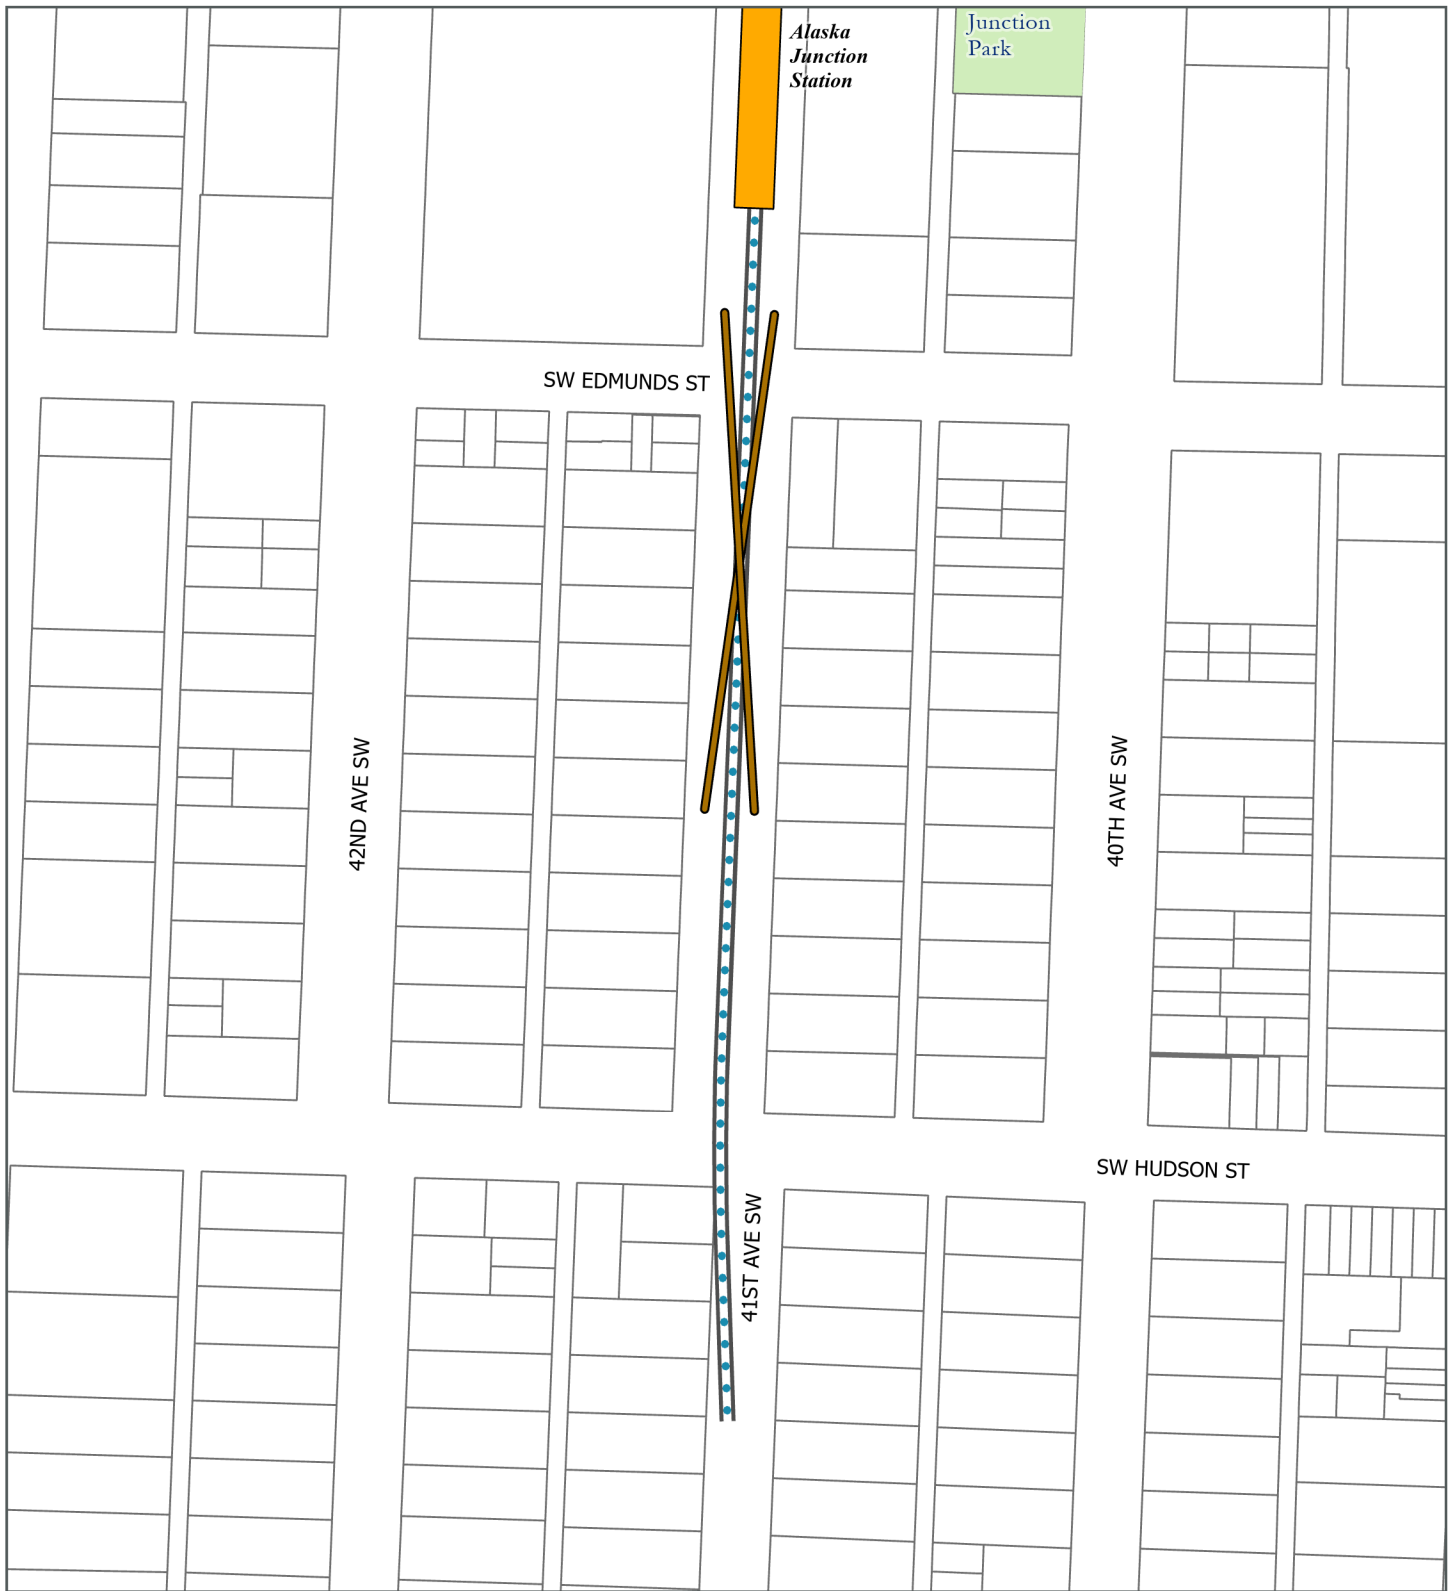 Alaska
Junction
Station
Junction
Park
SW EDMUNDS ST
42ND AVE SW
40TH AVE SW
SW HUDSON ST
41ST AVE SW